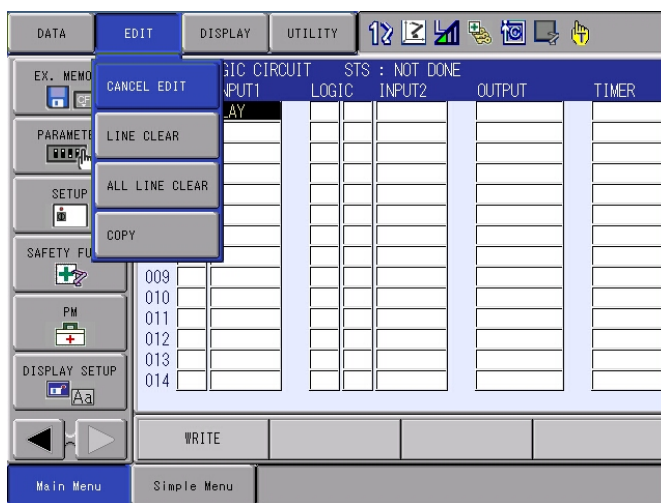 DATA
EDIT
DISPLAY
UTILITY
EX. MEMO
CF
PARAMETE
SETUP
SAFETY FU
PM
DISPLAY SETUP
Aa
CANCEL EDIT
LINE CLEAR
ALL LINE CLEAR
COPY
GIC CIRCUIT STS : NOT DONE
NPUT1 LOGIC INPUT2 OUTPUT TIMER
LAY
009
010
011
012
013
014
WRITE
Main Menu
Simple Menu